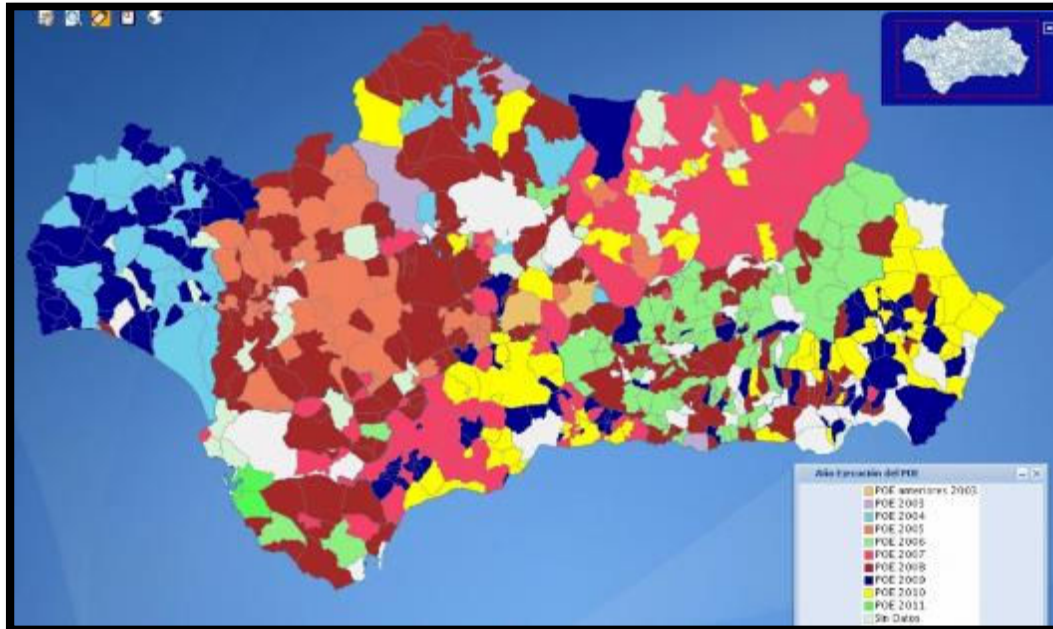 Año Ejecución del POE
POE anteriores 2003
POE 2003
POE 2004
POE 2005
POE 2006
POE 2007
POE 2008
POE 2009
POE 2010
POE 2011
Sin Datos